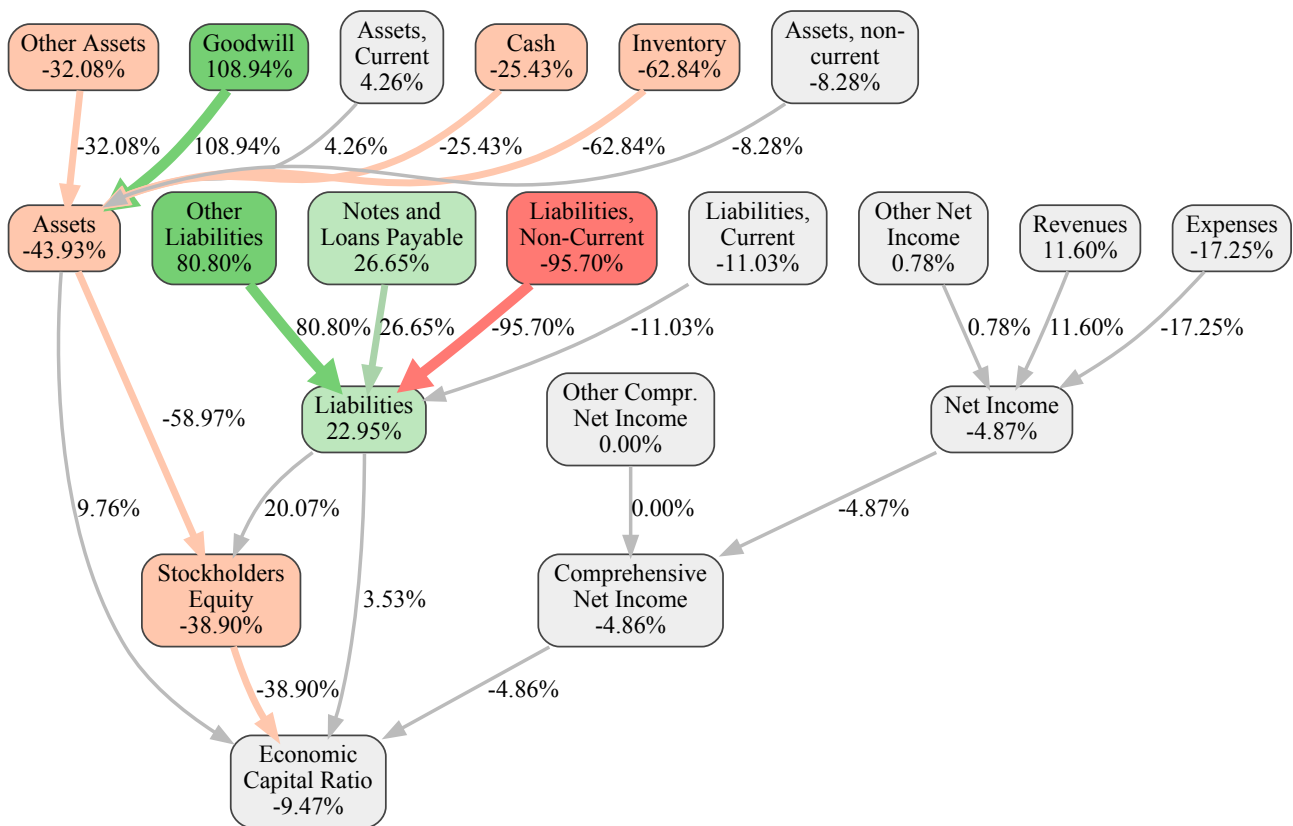 Other Assets
-32.08%
Goodwill
108.94%
Assets,
Current
4.26%
Cash
-25.43%
Inventory
-62.84%
Assets, non-
current
-8.28%
-32.08%
108.94%
4.26%
-25.43%
-62.84%
-8.28%
Assets
-43.93%
Other
Liabilities
80.80%
Notes and
Loans Payable
26.65%
Liabilities,
Non-Current
-95.70%
Liabilities,
Current
-11.03%
Other Net
Income
0.78%
Revenues
11.60%
Expenses
-17.25%
80.80%
26.65%
-95.70%
-11.03%
0.78%
11.60%
-17.25%
Liabilities
22.95%
Other Compr.
Net Income
0.00%
Net Income
-4.87%
-58.97%
9.76%
20.07%
0.00%
-4.87%
Stockholders
Equity
-38.90%
3.53%
Comprehensive
Net Income
-4.86%
-38.90%
-4.86%
Economic
Capital Ratio
-9.47%